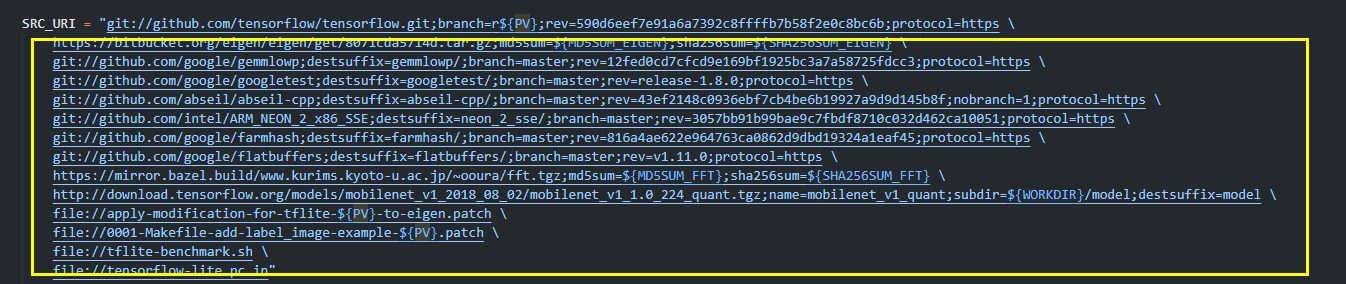 SRC_URI = "git://github.com/tensorflow/tensorflow.git;branch=r${PV};rev=590d6eef7e91a6a7392c8ffffb7b58f2e0c8bc6b;protocol=https \
https://bitbucket.org/eigen/eigen/get/8071cda5714d.tar.gz;md5sum=${MD5SUM_EIGEN};sha256sum=${SHA256SUM_EIGEN} \
git://github.com/google/gemmlowp;destsuffix=gemmlowp/;branch=master;rev=12fed0cd7cfcd9e169bf1925bc3a7a58725fdcc3;protocol=https \
git://github.com/google/googletest;destsuffix=googletest/;branch=master;rev=release-1.8.0;protocol=https \
git://github.com/abseil/abseil-cpp;destsuffix=abseil-cpp/;branch=master;rev=43ef2148c0936ebf7cb4be6b19927a9d9d145b8f;nobranch=1;protocol=https \
git://github.com/intel/ARM_NEON_2_x86_SSE;destsuffix=neon_2_sse/;branch=master;rev=3057bb91b99bae9c7fbdf8710c032d462ca10051;protocol=https \
git://github.com/google/farmhash;destsuffix=farmhash/;branch=master;rev=816a4ae622e964763ca0862d9dbd19324a1eaf45;protocol=https \
git://github.com/google/flatbuffers;destsuffix=flatbuffers/;branch=master;rev=v1.11.0;protocol=https \
https://mirror.bazel.build/www.kurims.kyoto-u.ac.jp/~ooura/fft.tgz;md5sum=${MD5SUM_FFT};sha256sum=${SHA256SUM_FFT} \
http://download.tensorflow.org/models/mobilenet_v1_2018_08_02/mobilenet_v1_1.0_224_quant.tgz;name=mobilenet_v1_quant;subdir=${WORKDIR}/model;destsuffix=model \
file://apply-modification-for-tflite-${PV}-to-eigen.patch \
file://0001-Makefile-add-label_image-example-${PV}.patch \
file://tflite-benchmark.sh \
file://tensorflow-lite.pc.in"